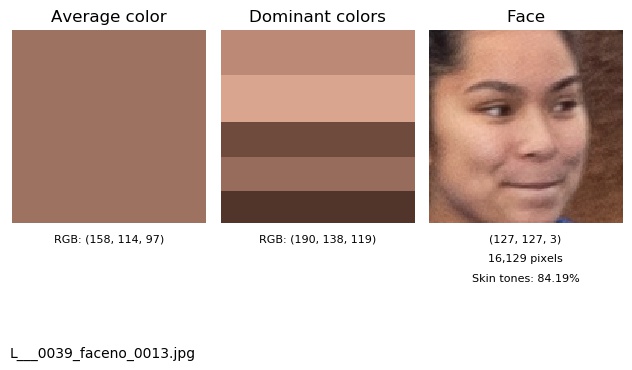 Average color
Dominant colors
Face
RGB: (158, 114, 97)
RGB: (190, 138, 119)
(127, 127, 3)
16,129 pixels
Skin tones: 84.19%
L___0039_faceno_0013.jpg